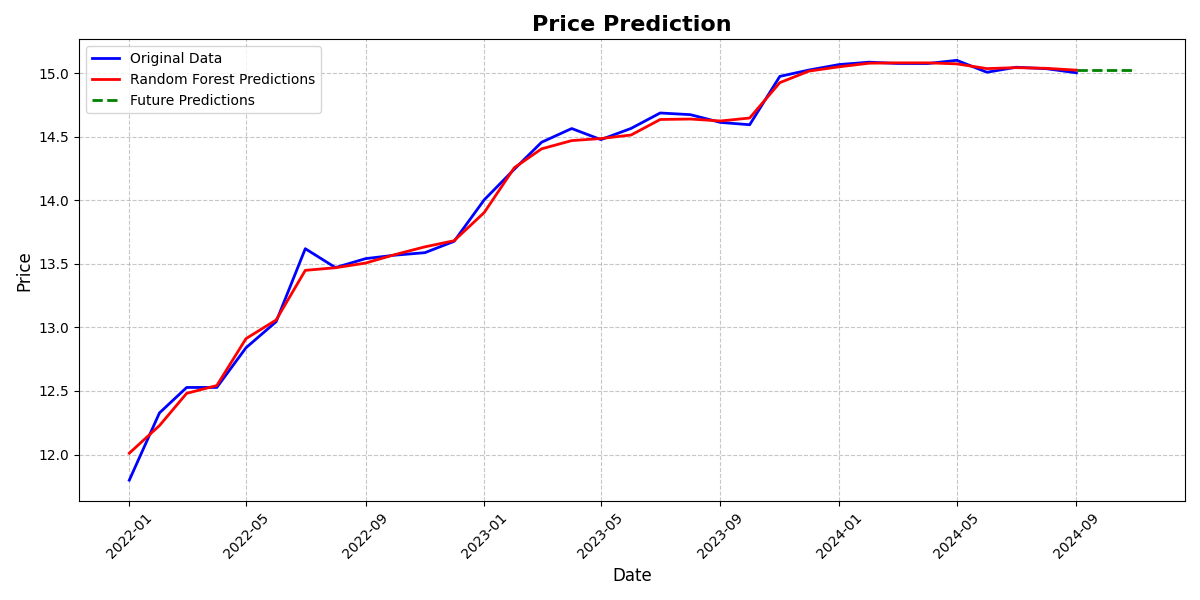 Price Prediction
Original Data
Random Forest Predictions
Future Predictions
Price
15.0
14.5
14.0
13.5
13.0
12.5
12.0
2022-01
2022-05
2022-09
2023-01
2023-05
2023-09
2024-01
2024-05
2024-09
Date